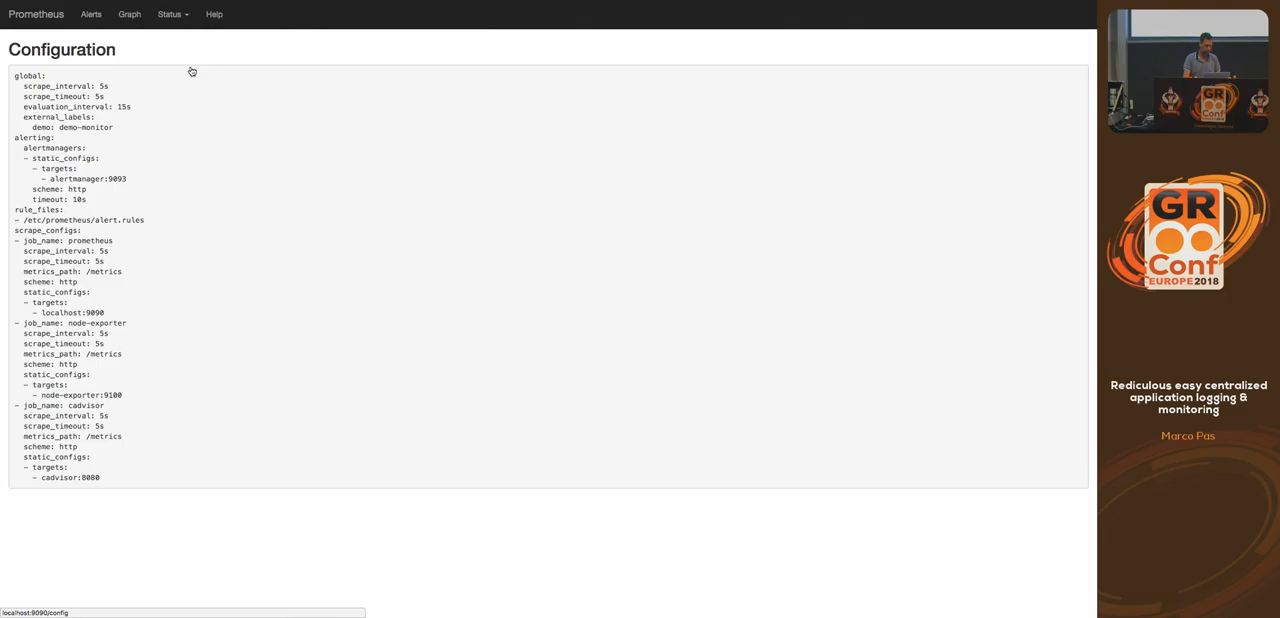 Prometheus Alerts Graph Status Help
Configuration
global:
  scrape_interval: 5s
  scrape_timeout: 5s
  evaluation_interval: 15s
  external_labels:
    demo: demo-monitor
alerting:
  alertmanagers:
  - static_configs:
    - targets:
      - alertmanager:9093
    scheme: http
    timeout: 10s
rule_files:
- /etc/prometheus/alert.rules
scrape_configs:
- job_name: prometheus
  scrape_interval: 5s
  scrape_timeout: 5s
  metrics_path: /metrics
  scheme: http
  static_configs:
  - targets:
    - localhost:9090
- job_name: node-exporter
  scrape_interval: 5s
  scrape_timeout: 5s
  metrics_path: /metrics
  scheme: http
  static_configs:
  - targets:
    - node-exporter:9100
- job_name: cadvisor
  scrape_interval: 5s
  scrape_timeout: 5s
  metrics_path: /metrics
  scheme: http
  static_configs:
  - targets:
    - cadvisor:8080
localhost:9090/config
GR
Conf
GR8
Conf
EUROPE 2018
Rediculous easy centralized
application logging &
monitoring
Marco Pas